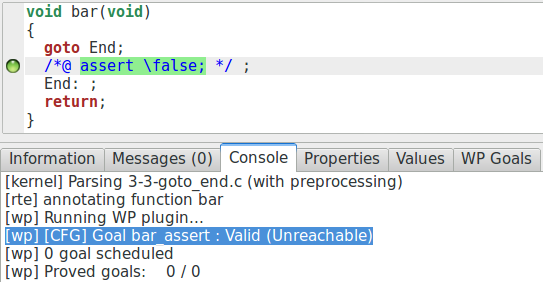 void bar(void)
{
  goto End;
  /*@ assert \false; */ ;
  End: ;
  return;
}
Information Messages (0) Console Properties Values WP Goals
[kernel] Parsing 3-3-goto_end.c (with preprocessing)
[rte] annotating function bar
[wp] Running WP plugin...
[wp] [CFG] Goal bar_assert : Valid (Unreachable)
[wp] 0 goal scheduled
[wp] Proved goals:    0 / 0